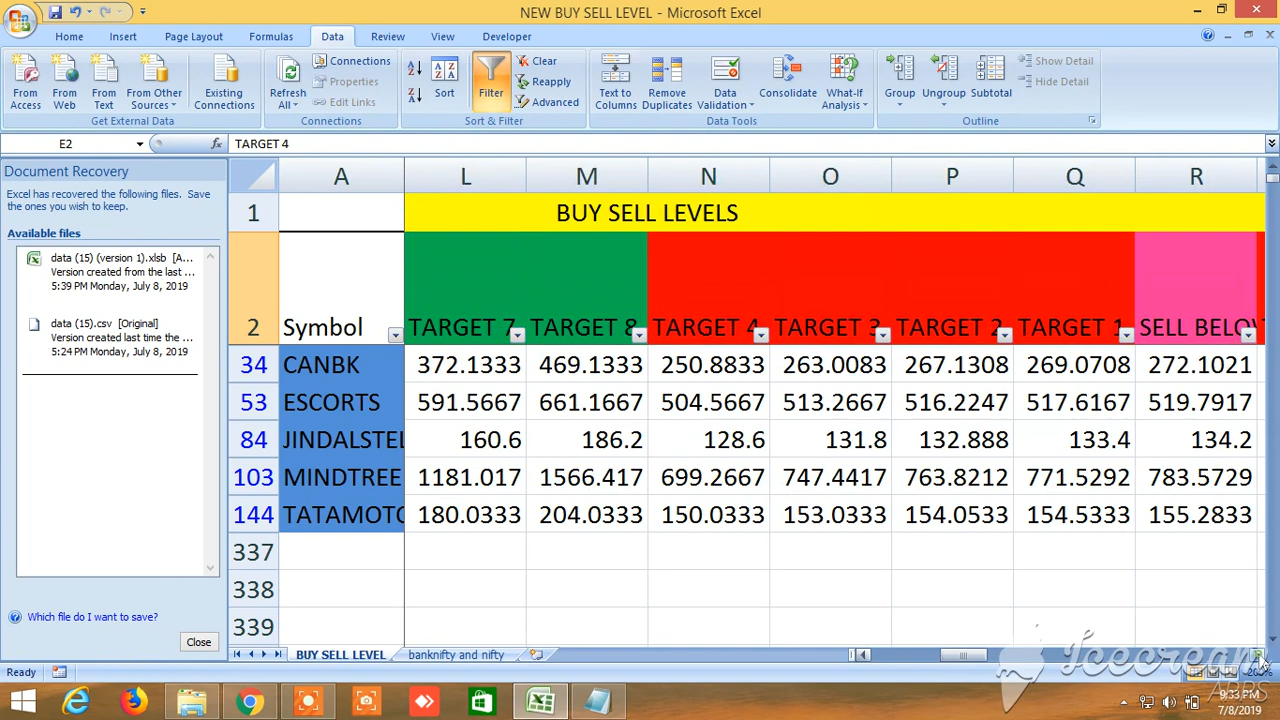 NEW BUY SELL LEVEL - Microsoft Excel
Home Insert Page Layout Formulas Data Review View Developer
From Access
From Web
From Text
From Other Sources
Existing Connections
Get External Data
Refresh All
Connections
Properties
Edit Links
Connections
Sort
Filter
Clear
Reapply
Advanced
Sort & Filter
Text to Columns
Remove Duplicates
Data Validation
Consolidate
What-If Analysis
Data Tools
Group
Ungroup
Subtotal
Show Detail
Hide Detail
Outline
E2 fx TARGET 4
Document Recovery
Excel has recovered the following files. Save
the ones you wish to keep.
Available files
data (15) (version 1).xlsb [A...
Version created from the last ...
5:39 PM Monday, July 8, 2019
data (15).csv [Original]
Version created last time the ...
5:24 PM Monday, July 8, 2019
Which file do I want to save?
Close
A L M N O P Q R
1 BUY SELL LEVELS
2 Symbol TARGET 7 TARGET 8 TARGET 4 TARGET 3 TARGET 2 TARGET 1 SELL BELOW
34 CANBK 372.1333 469.1333 250.8833 263.0083 267.1308 269.0708 272.1021
53 ESCORTS 591.5667 661.1667 504.5667 513.2667 516.2247 517.6167 519.7917
84 JINDALSTEL 160.6 186.2 128.6 131.8 132.888 133.4 134.2
103 MINDTREE 1181.017 1566.417 699.2667 747.4417 763.8212 771.5292 783.5729
144 TATAMOTO 180.0333 204.0333 150.0333 153.0333 154.0533 154.5333 155.2833
337
338
339
BUY SELL LEVEL banknifty and nifty
Ready
200%
Icecream
APPS
9:33 PM
7/8/2019